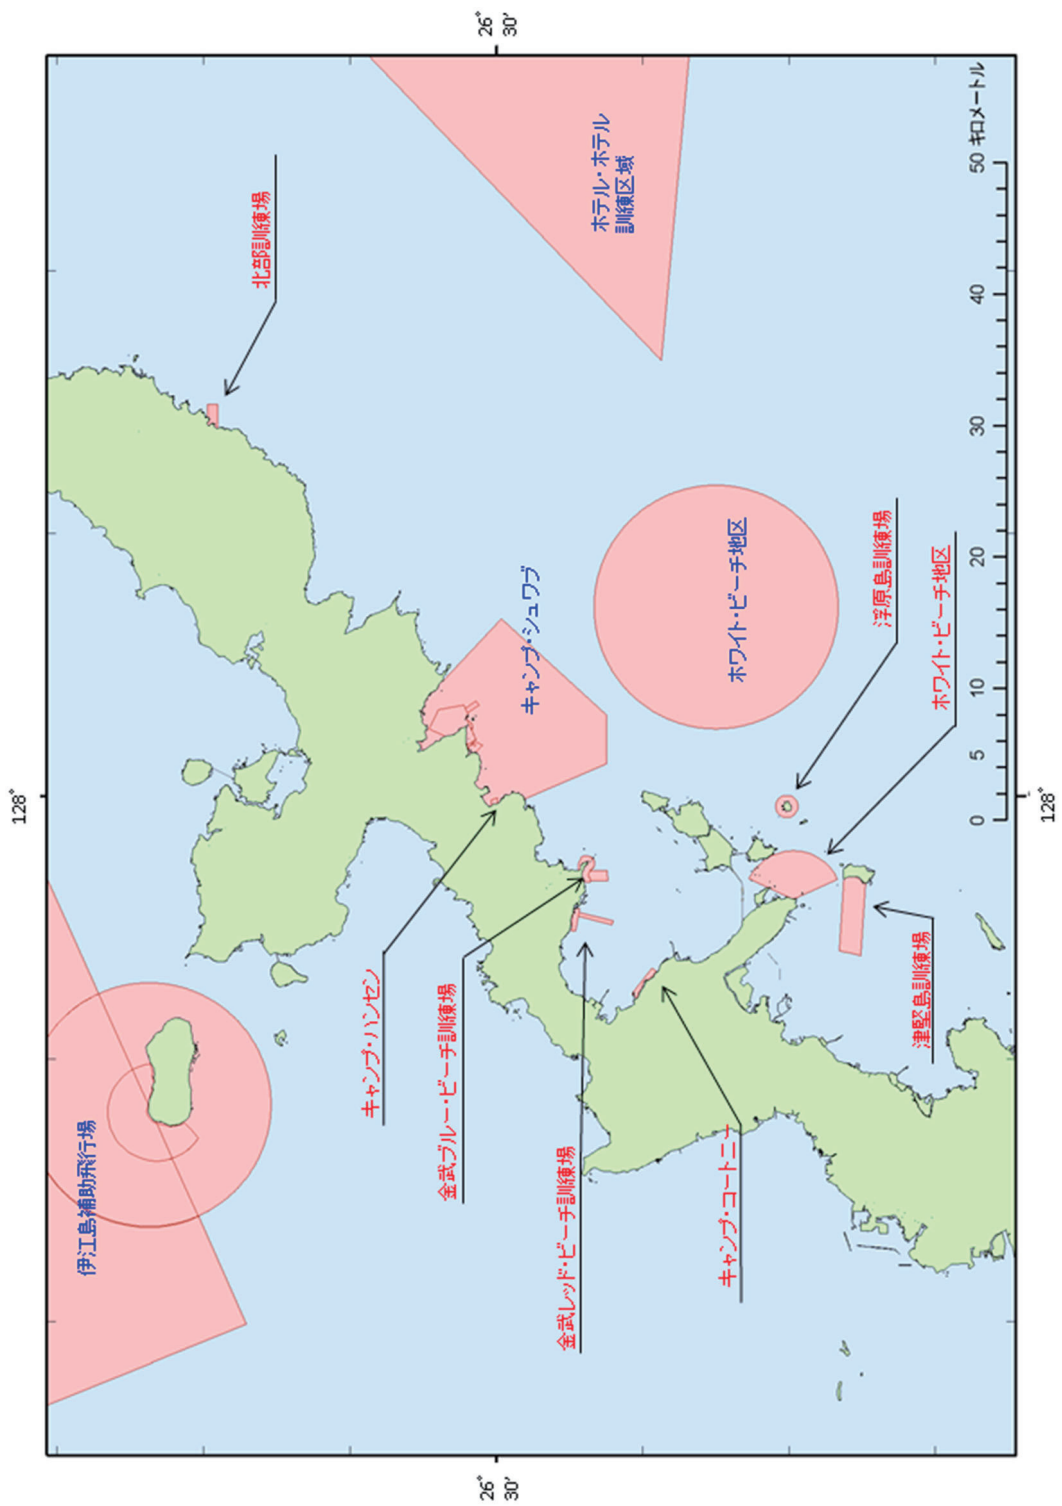 26°
30′
128°
北部訓練場
ホテル・ホテル
訓練区域
伊江島補助飛行場
キャンプ・シュワブ
ホワイト・ビーチ地区
浮原島訓練場
ホワイト・ビーチ地区
津堅島訓練場
キャンプ・ハンセン
金武ブルー・ビーチ訓練場
金武レッド・ビーチ訓練場
キャンプ・コートニー
0 5 10 20 30 40 50 キロメートル
128°
26°
30′